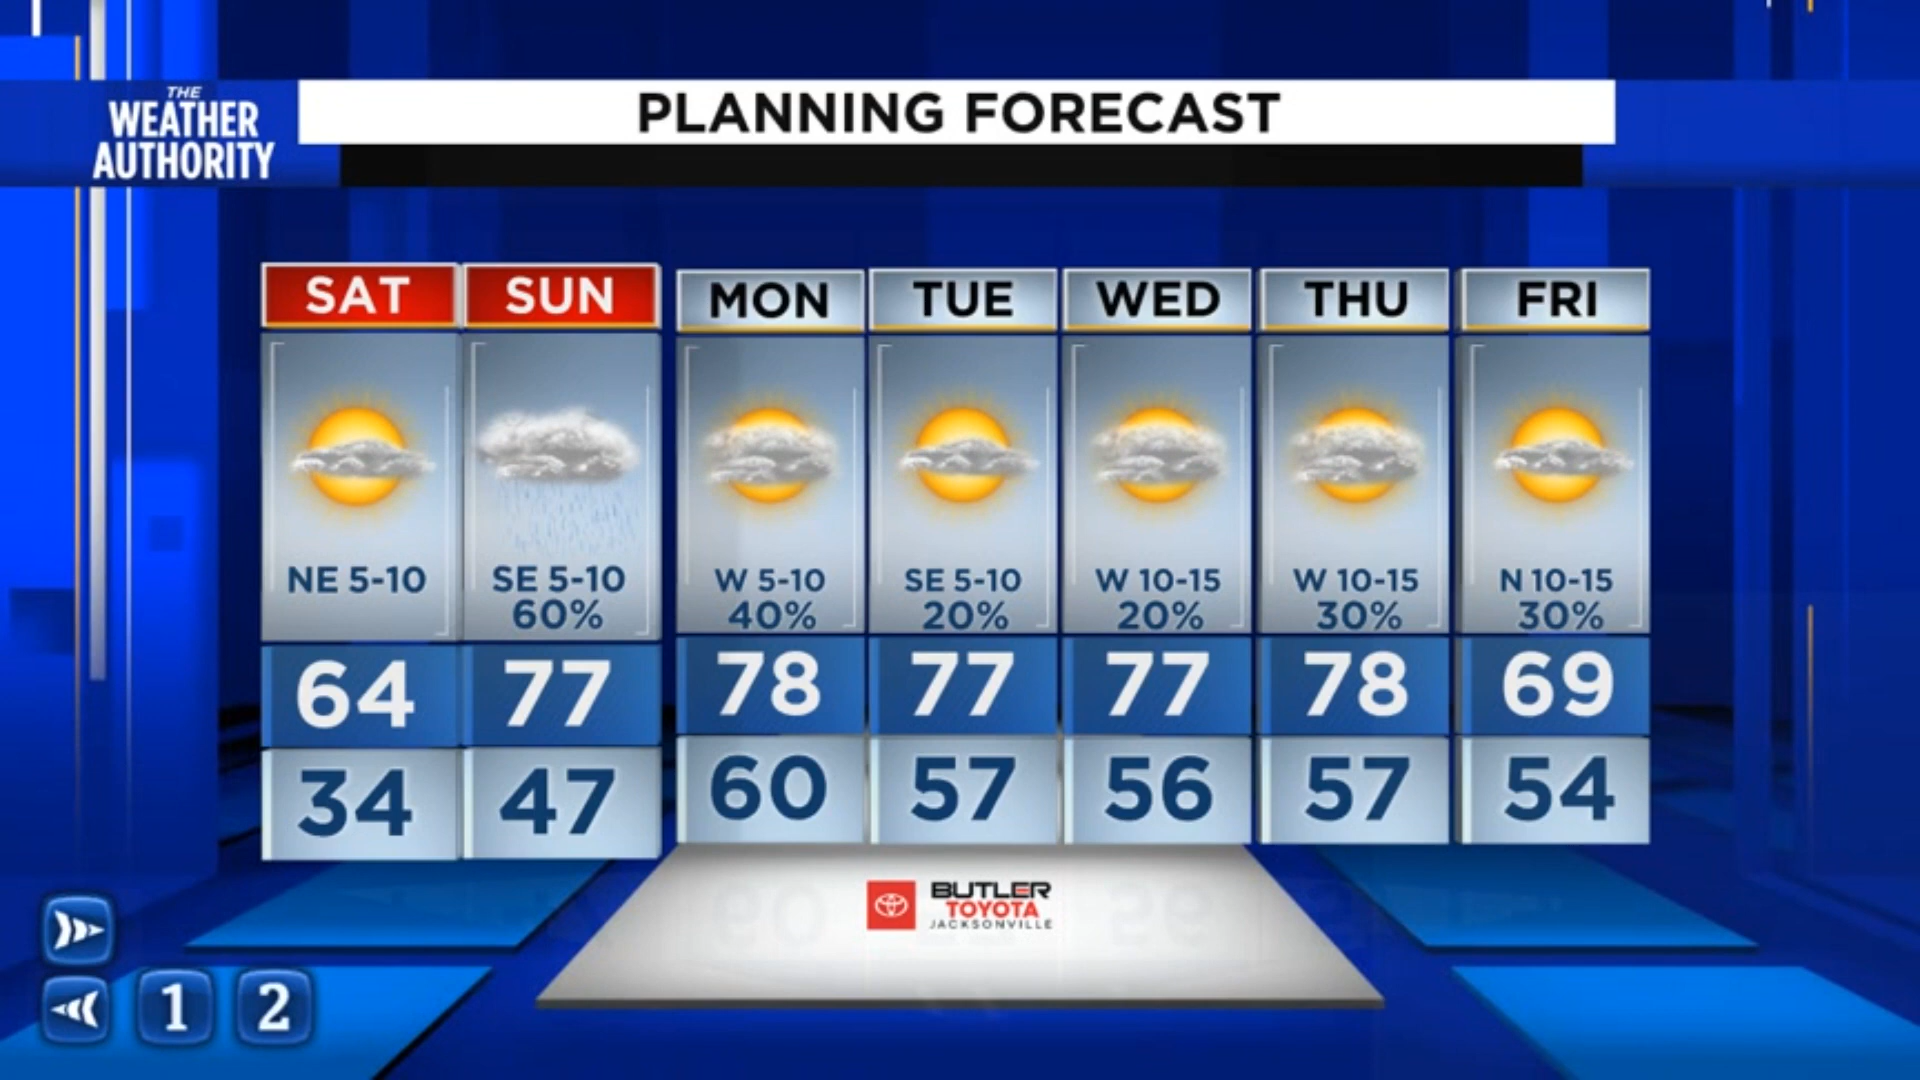 THE
WEATHER
AUTHORITY
PLANNING FORECAST
SAT SUN MON TUE WED THU FRI
NE 5-10 SE 5-10 W 5-10 SE 5-10 W 10-15 W 10-15 N 10-15
60% 40% 20% 20% 30% 30%
64 77 78 77 77 78 69
34 47 60 57 56 57 54
BUTLER
TOYOTA
JACKSONVILLE
1 2